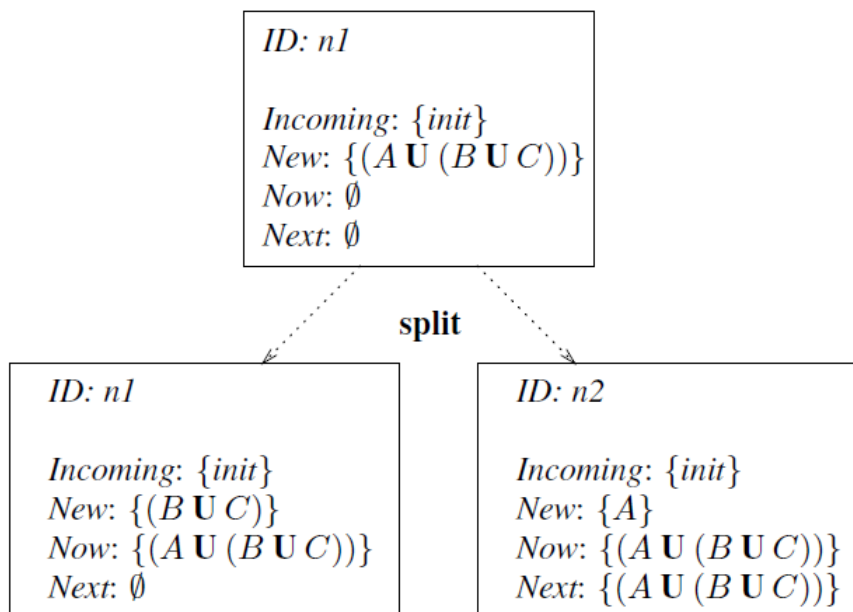 ID: n1
Incoming: {init}
New: {(A U (B U C))}
Now: ∅
Next: ∅
split
ID: n1
Incoming: {init}
New: {(B U C)}
Now: {(A U (B U C))}
Next: ∅
ID: n2
Incoming: {init}
New: {A}
Now: {(A U (B U C))}
Next: {(A U (B U C))}